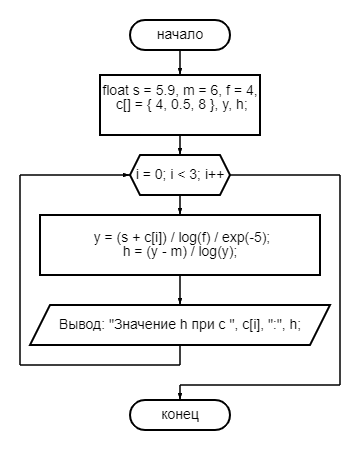 начало
float s = 5.9, m = 6, f = 4,
c[] = { 4, 0.5, 8 }, y, h;
i = 0; i < 3; i++
y = (s + c[i]) / log(f) / exp(-5);
h = (y - m) / log(y);
Вывод: "Значение h при c ", c[i], ":", h;
конец